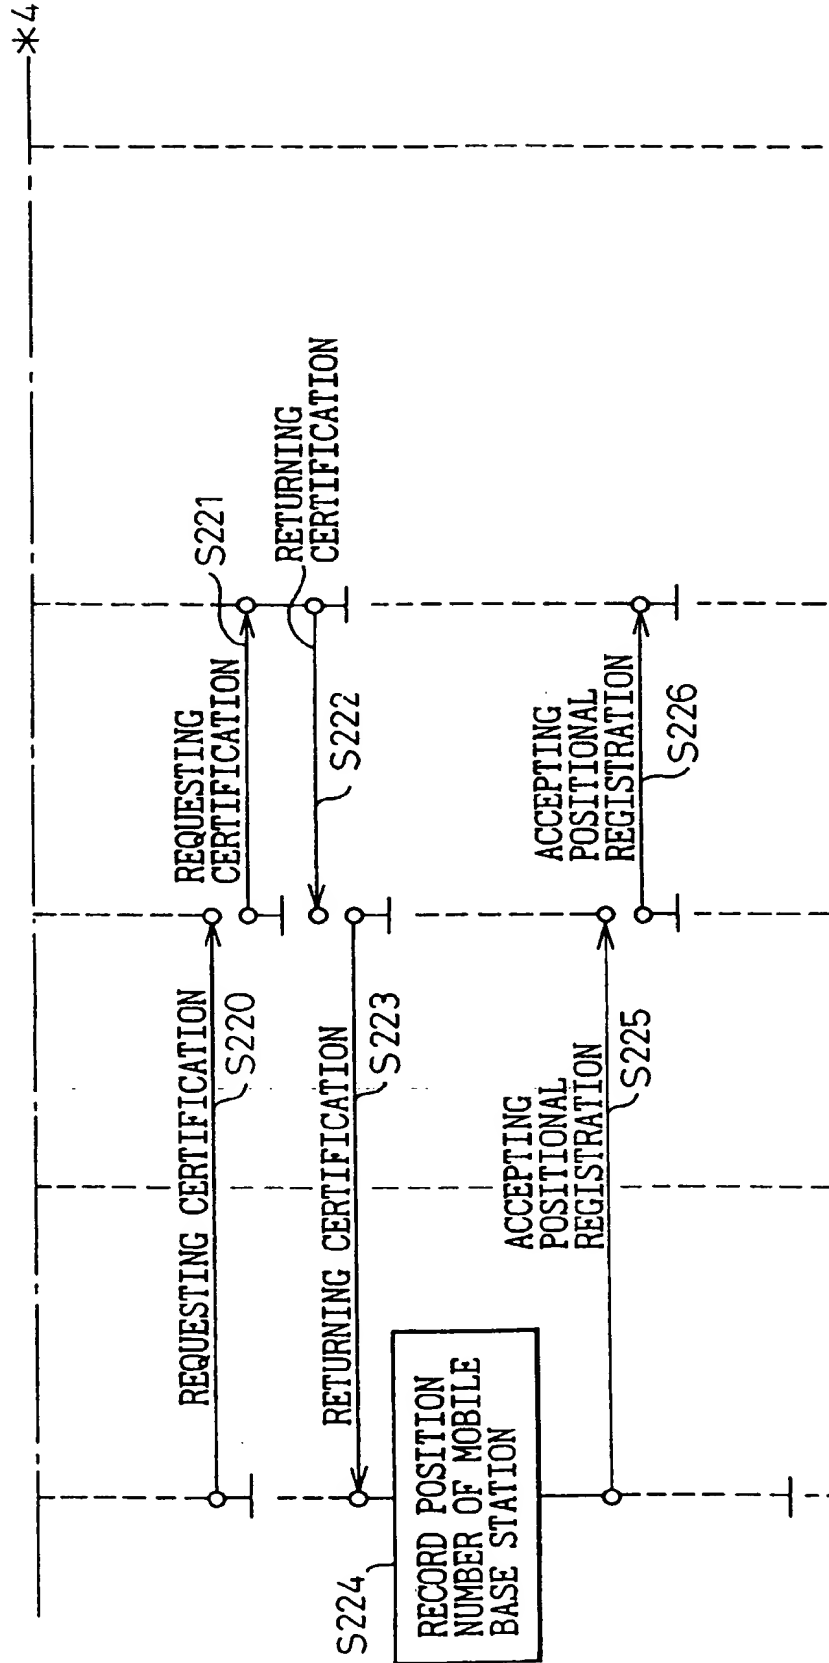 *4
REQUESTING CERTIFICATION
S220
REQUESTING
CERTIFICATION
S221
RETURNING
CERTIFICATION
S222
RETURNING CERTIFICATION
S223
S224
RECORD POSITION
NUMBER OF MOBILE
BASE STATION
ACCEPTING
POSITIONAL
REGISTRATION
S225
ACCEPTING
POSITIONAL
REGISTRATION
S226